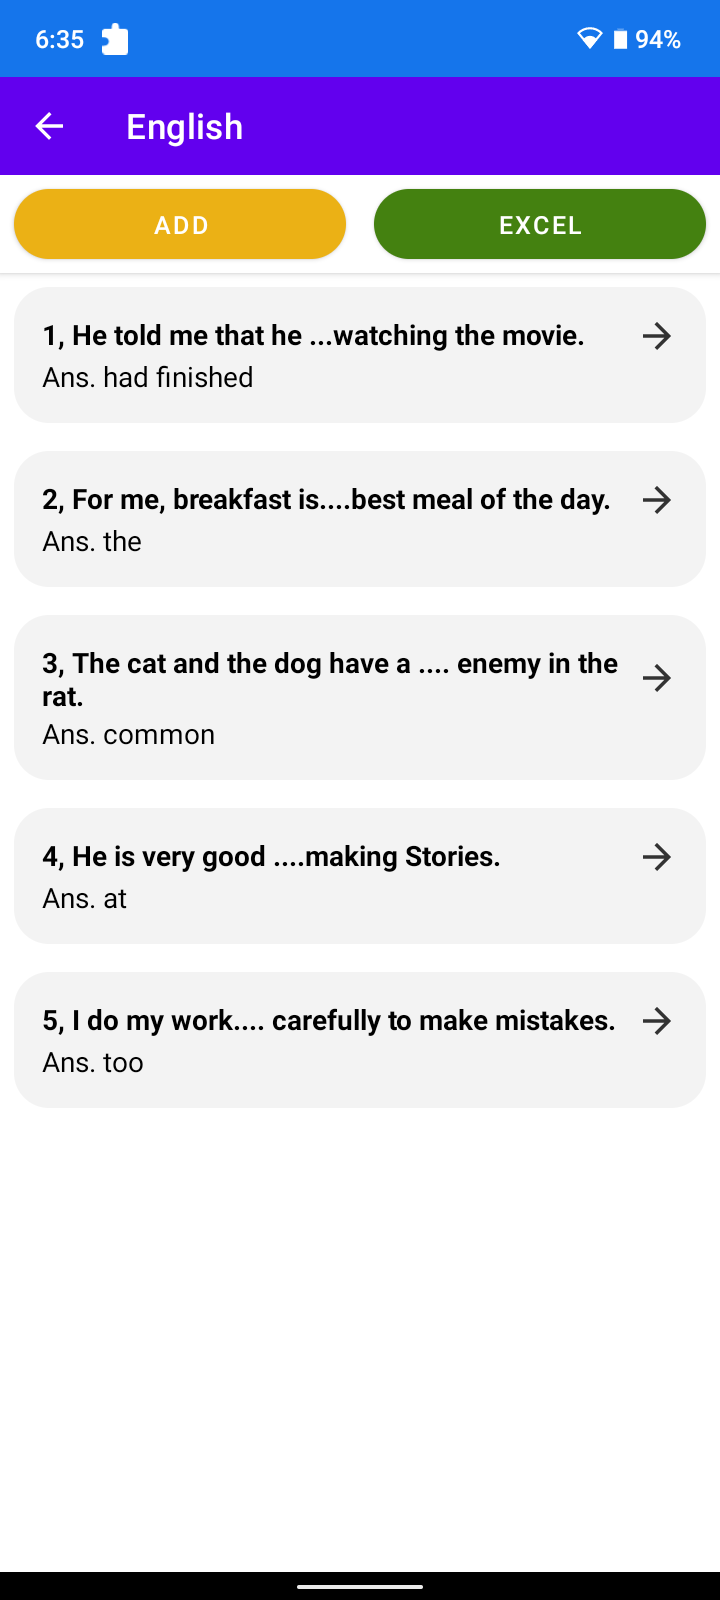 6:35 94%
English
ADD EXCEL
1, He told me that he ...watching the movie.
Ans. had finished
2, For me, breakfast is....best meal of the day.
Ans. the
3, The cat and the dog have a .... enemy in the
rat.
Ans. common
4, He is very good ....making Stories.
Ans. at
5, I do my work.... carefully to make mistakes.
Ans. too